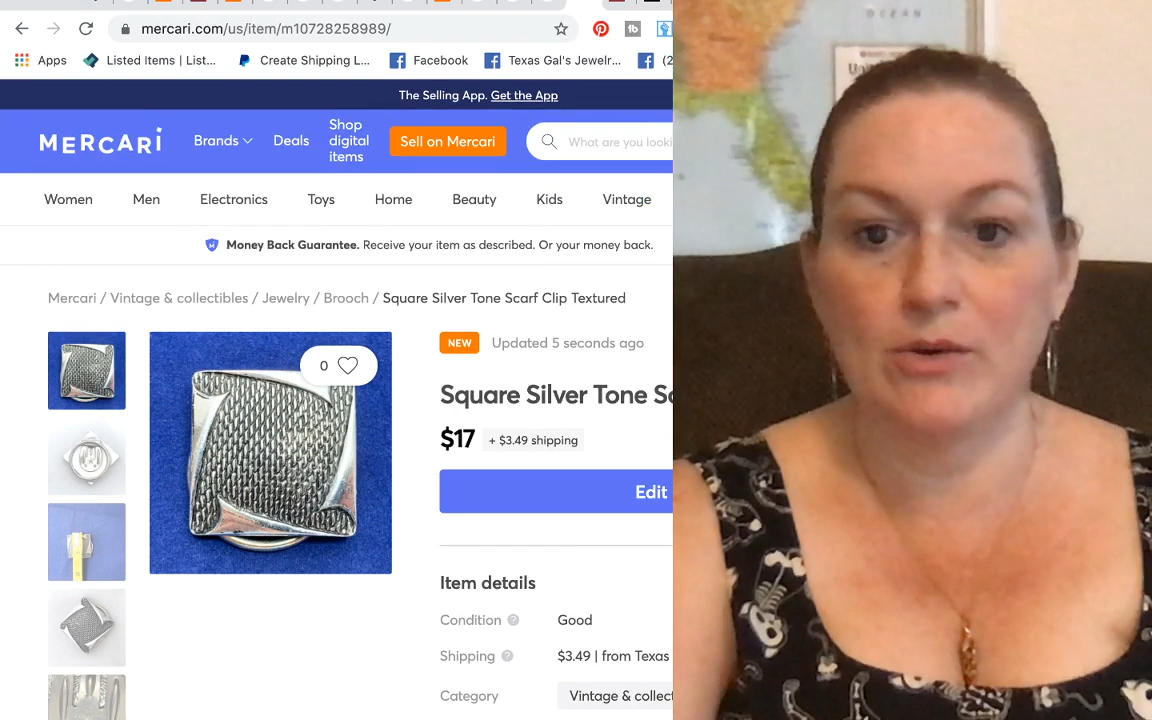 mercari.com/us/item/m10728258989/
Apps Listed Items | List... Create Shipping L... Facebook Texas Gal's Jewelr... (2
The Selling App. Get the App
MERCARI Brands Deals Shop digital items Sell on Mercari What are you looki
Women Men Electronics Toys Home Beauty Kids Vintage
Money Back Guarantee. Receive your item as described. Or your money back.
Mercari / Vintage & collectibles / Jewelry / Brooch / Square Silver Tone Scarf Clip Textured
0
NEW Updated 5 seconds ago
Square Silver Tone Sc
$17 + $3.49 shipping
Edit
Item details
Condition ? Good
Shipping ? $3.49 | from Texas
Category Vintage & collect
OCEAN